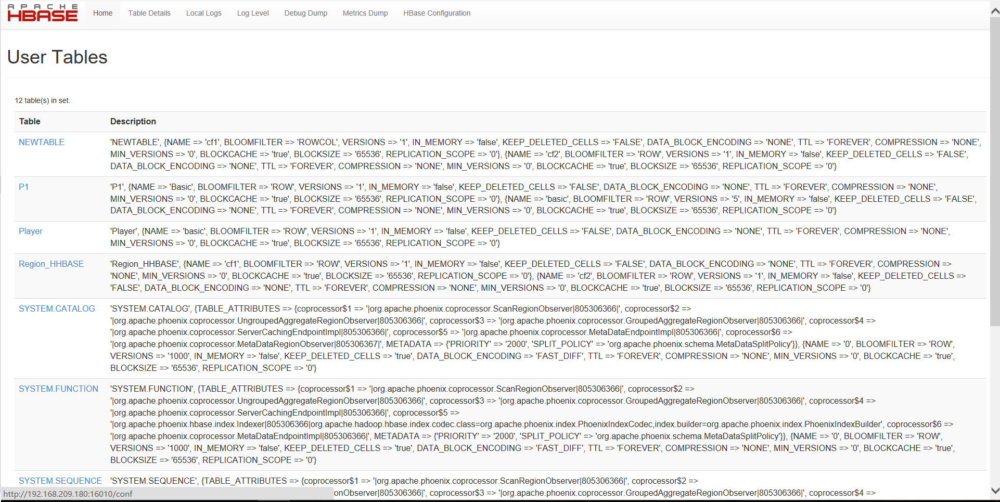 APACHE
HBASE
Home Table Details Local Logs Log Level Debug Dump Metrics Dump HBase Configuration
User Tables
12 table(s) in set.
Table Description
NEWTABLE 'NEWTABLE', {NAME => 'cf1', BLOOMFILTER => 'ROWCOL', VERSIONS => '1', IN_MEMORY => 'false', KEEP_DELETED_CELLS => 'FALSE', DATA_BLOCK_ENCODING => 'NONE', TTL => 'FOREVER', COMPRESSION => 'NONE',
MIN_VERSIONS => '0', BLOCKCACHE => 'true', BLOCKSIZE => '65536', REPLICATION_SCOPE => '0'}, {NAME => 'cf2', BLOOMFILTER => 'ROW', VERSIONS => '1', IN_MEMORY => 'false', KEEP_DELETED_CELLS => 'FALSE',
DATA_BLOCK_ENCODING => 'NONE', TTL => 'FOREVER', COMPRESSION => 'NONE', MIN_VERSIONS => '0', BLOCKCACHE => 'true', BLOCKSIZE => '65536', REPLICATION_SCOPE => '0'}
P1 'P1', {NAME => 'Basic', BLOOMFILTER => 'ROW', VERSIONS => '1', IN_MEMORY => 'false', KEEP_DELETED_CELLS => 'FALSE', DATA_BLOCK_ENCODING => 'NONE', TTL => 'FOREVER', COMPRESSION => 'NONE',
MIN_VERSIONS => '0', BLOCKCACHE => 'true', BLOCKSIZE => '65536', REPLICATION_SCOPE => '0'}, {NAME => 'basic', BLOOMFILTER => 'ROW', VERSIONS => '5', IN_MEMORY => 'false', KEEP_DELETED_CELLS => 'FALSE',
DATA_BLOCK_ENCODING => 'NONE', TTL => 'FOREVER', COMPRESSION => 'NONE', MIN_VERSIONS => '0', BLOCKCACHE => 'true', BLOCKSIZE => '65536', REPLICATION_SCOPE => '0'}
Player 'Player', {NAME => 'basic', BLOOMFILTER => 'ROW', VERSIONS => '1', IN_MEMORY => 'false', KEEP_DELETED_CELLS => 'FALSE', DATA_BLOCK_ENCODING => 'NONE', TTL => 'FOREVER', COMPRESSION => 'NONE',
MIN_VERSIONS => '0', BLOCKCACHE => 'true', BLOCKSIZE => '65536', REPLICATION_SCOPE => '0'}
Region_HHBASE 'Region_HHBASE', {NAME => 'cf1', BLOOMFILTER => 'ROW', VERSIONS => '1', IN_MEMORY => 'false', KEEP_DELETED_CELLS => 'FALSE', DATA_BLOCK_ENCODING => 'NONE', TTL => 'FOREVER', COMPRESSION =>
'NONE', MIN_VERSIONS => '0', BLOCKCACHE => 'true', BLOCKSIZE => '65536', REPLICATION_SCOPE => '0'}, {NAME => 'cf2', BLOOMFILTER => 'ROW', VERSIONS => '1', IN_MEMORY => 'false', KEEP_DELETED_CELLS =>
'FALSE', DATA_BLOCK_ENCODING => 'NONE', TTL => 'FOREVER', COMPRESSION => 'NONE', MIN_VERSIONS => '0', BLOCKCACHE => 'true', BLOCKSIZE => '65536', REPLICATION_SCOPE => '0'}
SYSTEM.CATALOG 'SYSTEM.CATALOG', {TABLE_ATTRIBUTES => {coprocessor$1 => '|org.apache.phoenix.coprocessor.ScanRegionObserver|805306366|', coprocessor$2 =>
'|org.apache.phoenix.coprocessor.UngroupedAggregateRegionObserver|805306366|', coprocessor$3 => '|org.apache.phoenix.coprocessor.GroupedAggregateRegionObserver|805306366|', coprocessor$4 =>
'|org.apache.phoenix.coprocessor.ServerCachingEndpointImpl|805306366|', coprocessor$5 => '|org.apache.phoenix.coprocessor.MetaDataEndpointImpl|805306366|', coprocessor$6 =>
'|org.apache.phoenix.coprocessor.MetaDataRegionObserver|805306367|', METADATA => {'PRIORITY' => '2000', 'SPLIT_POLICY' => 'org.apache.phoenix.schema.MetaDataSplitPolicy'}}, {NAME => '0', BLOOMFILTER => 'ROW',
VERSIONS => '1000', IN_MEMORY => 'false', KEEP_DELETED_CELLS => 'true', DATA_BLOCK_ENCODING => 'FAST_DIFF', TTL => 'FOREVER', COMPRESSION => 'NONE', MIN_VERSIONS => '0', BLOCKCACHE => 'true',
BLOCKSIZE => '65536', REPLICATION_SCOPE => '0'}
SYSTEM.FUNCTION 'SYSTEM.FUNCTION', {TABLE_ATTRIBUTES => {coprocessor$1 => '|org.apache.phoenix.coprocessor.ScanRegionObserver|805306366|', coprocessor$2 =>
'|org.apache.phoenix.coprocessor.UngroupedAggregateRegionObserver|805306366|', coprocessor$3 => '|org.apache.phoenix.coprocessor.GroupedAggregateRegionObserver|805306366|', coprocessor$4 =>
'|org.apache.phoenix.coprocessor.ServerCachingEndpointImpl|805306366|', coprocessor$5 =>
'|org.apache.phoenix.hbase.index.Indexer|805306366|org.apache.hadoop.hbase.index.codec.class=org.apache.phoenix.index.PhoenixIndexCodec,index.builder=org.apache.phoenix.index.PhoenixIndexBuilder', coprocessor$6 =>
'|org.apache.phoenix.coprocessor.MetaDataEndpointImpl|805306366|', METADATA => {'PRIORITY' => '2000', 'SPLIT_POLICY' => 'org.apache.phoenix.schema.MetaDataSplitPolicy'}}, {NAME => '0', BLOOMFILTER => 'ROW',
VERSIONS => '1000', IN_MEMORY => 'false', KEEP_DELETED_CELLS => 'true', DATA_BLOCK_ENCODING => 'FAST_DIFF', TTL => 'FOREVER', COMPRESSION => 'NONE', MIN_VERSIONS => '0', BLOCKCACHE => 'true',
BLOCKSIZE => '65536', REPLICATION_SCOPE => '0'}
SYSTEM.SEQUENCE 'SYSTEM.SEQUENCE', {TABLE_ATTRIBUTES => {coprocessor$1 => '|org.apache.phoenix.coprocessor.ScanRegionObserver|805306366|', coprocessor$2 =>
http://192.168.209.180:16010/conf onObserver|805306366|', coprocessor$3 => '|org.apache.phoenix.coprocessor.GroupedAggregateRegionObserver|805306366|', coprocessor$4 =>